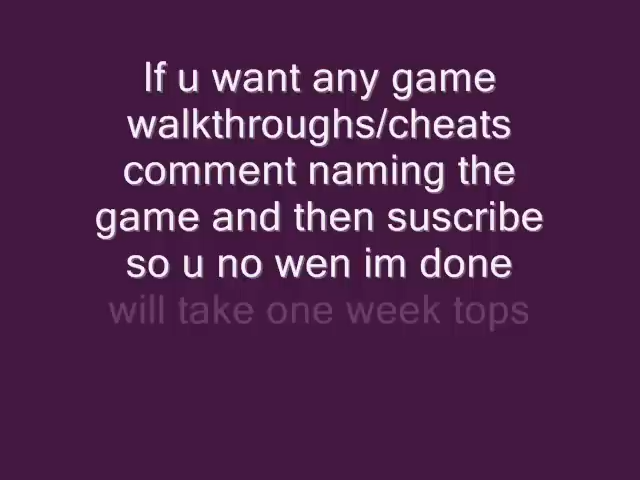 If u want any game
walkthroughs/cheats
comment naming the
game and then suscribe
so u no wen im done
will take one week tops